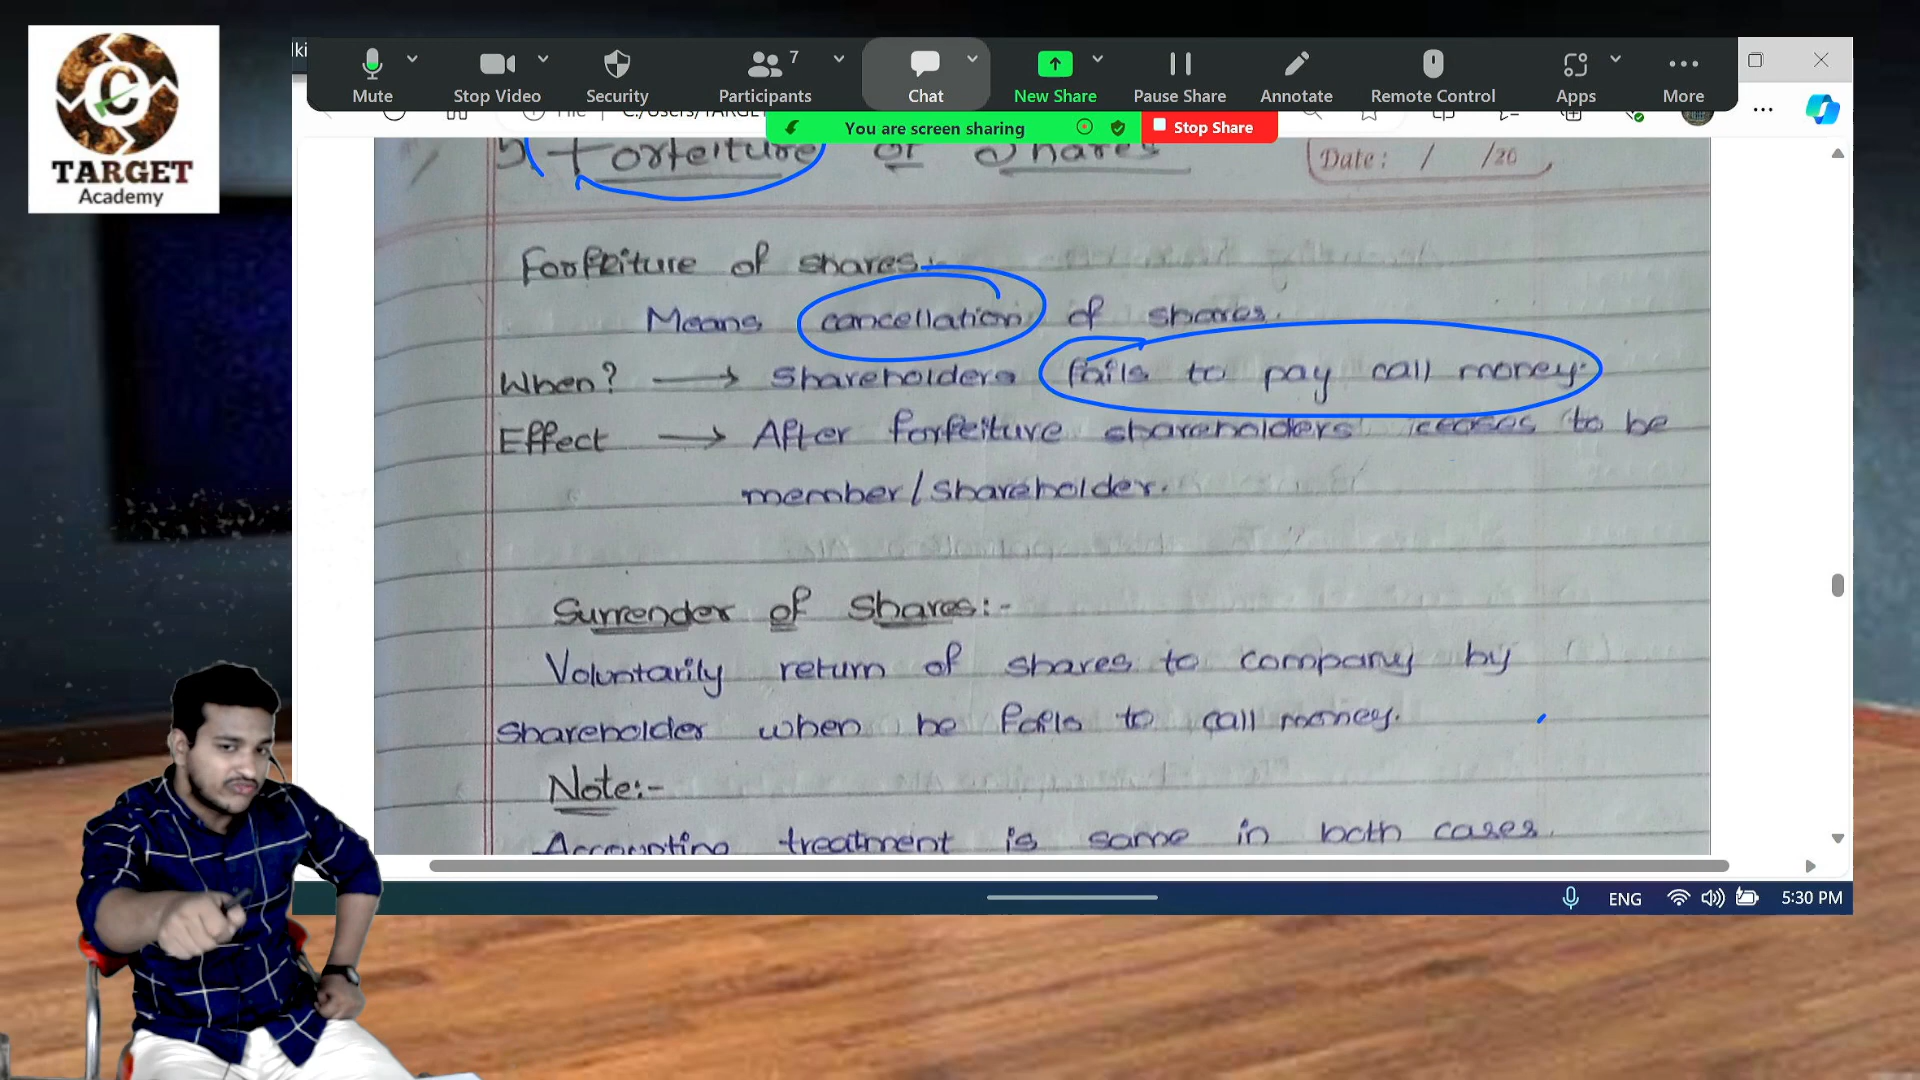 TARGET
Academy
Mute
Stop Video
Security
7
Participants
Chat
New Share
Pause Share
Annotate
Remote Control
Apps
More
You are screen sharing
Stop Share
Forfeiture of Shares
Date: / /20
Forfeiture of shares:-
Means cancellation of shares.
When? → Shareholders fails to pay call money.
Effect → After forfeiture shareholders ceases to be
member/shareholder.
Surrender of Shares:-
Voluntarily return of shares to company by
shareholder when he fails to call money.
Note:-
Accounting treatment is same in both cases.
ENG
5:30 PM